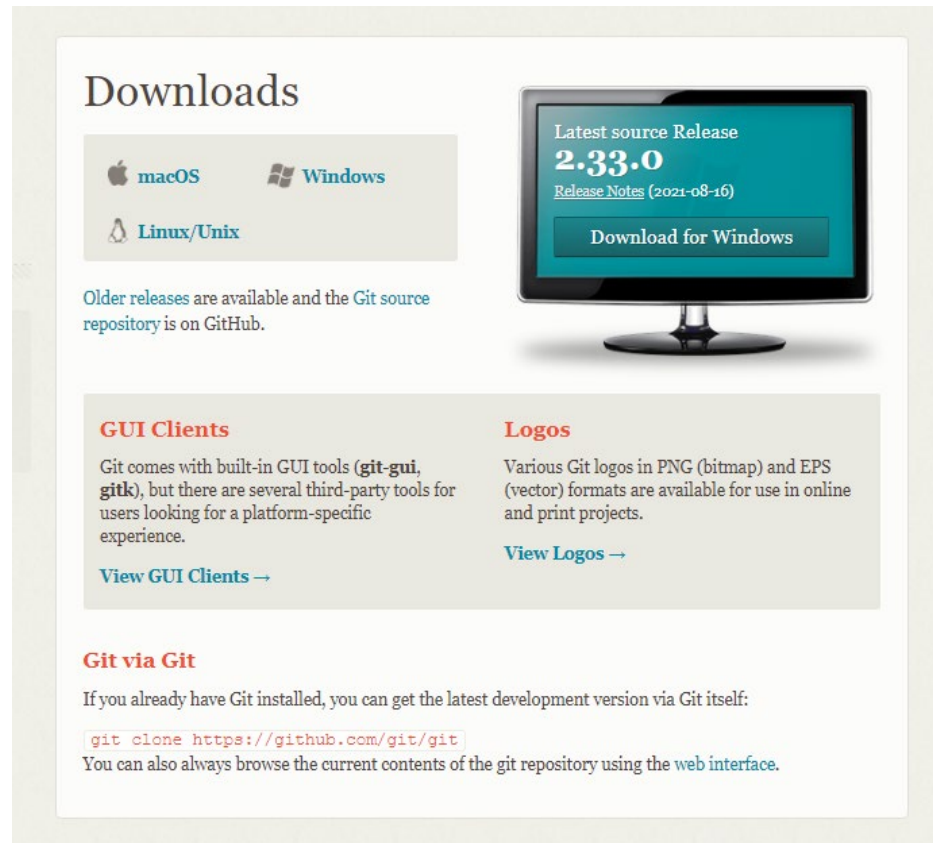 Downloads
macOS
Windows
Linux/Unix
Older releases are available and the Git source
repository is on GitHub.
Latest source Release
2.33.0
Release Notes (2021-08-16)
Download for Windows
GUI Clients
Git comes with built-in GUI tools (git-gui,
gitk), but there are several third-party tools for
users looking for a platform-specific
experience.
View GUI Clients →
Logos
Various Git logos in PNG (bitmap) and EPS
(vector) formats are available for use in online
and print projects.
View Logos →
Git via Git
If you already have Git installed, you can get the latest development version via Git itself:
git clone https://github.com/git/git
You can also always browse the current contents of the git repository using the web interface.